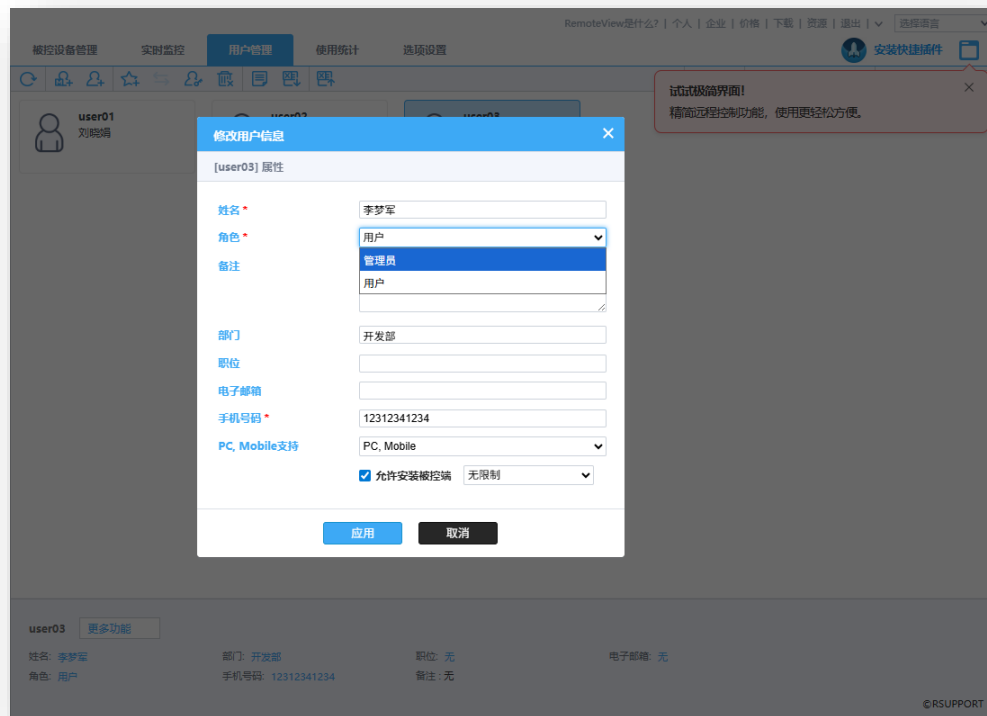 RemoteView是什么? | 个人 | 企业 | 价格 | 下载 | 资源 | 退出 | 选择语言
被控设备管理 实时监控 用户管理 使用统计 选项设置 安装快捷插件
试试极简界面!
精简远程控制功能，使用更轻松方便。
user01
刘晓娟
user02
user03
修改用户信息
[user03] 属性
姓名 * 李梦军
角色 * 用户
管理员
用户
备注
部门 开发部
职位
电子邮箱
手机号码 * 12312341234
PC, Mobile支持 PC, Mobile
允许安装被控端 无限制
应用 取消
user03 更多功能
姓名: 李梦军 部门: 开发部 职位: 无 电子邮箱: 无
角色: 用户 手机号码: 12312341234 备注 : 无
©RSUPPORT